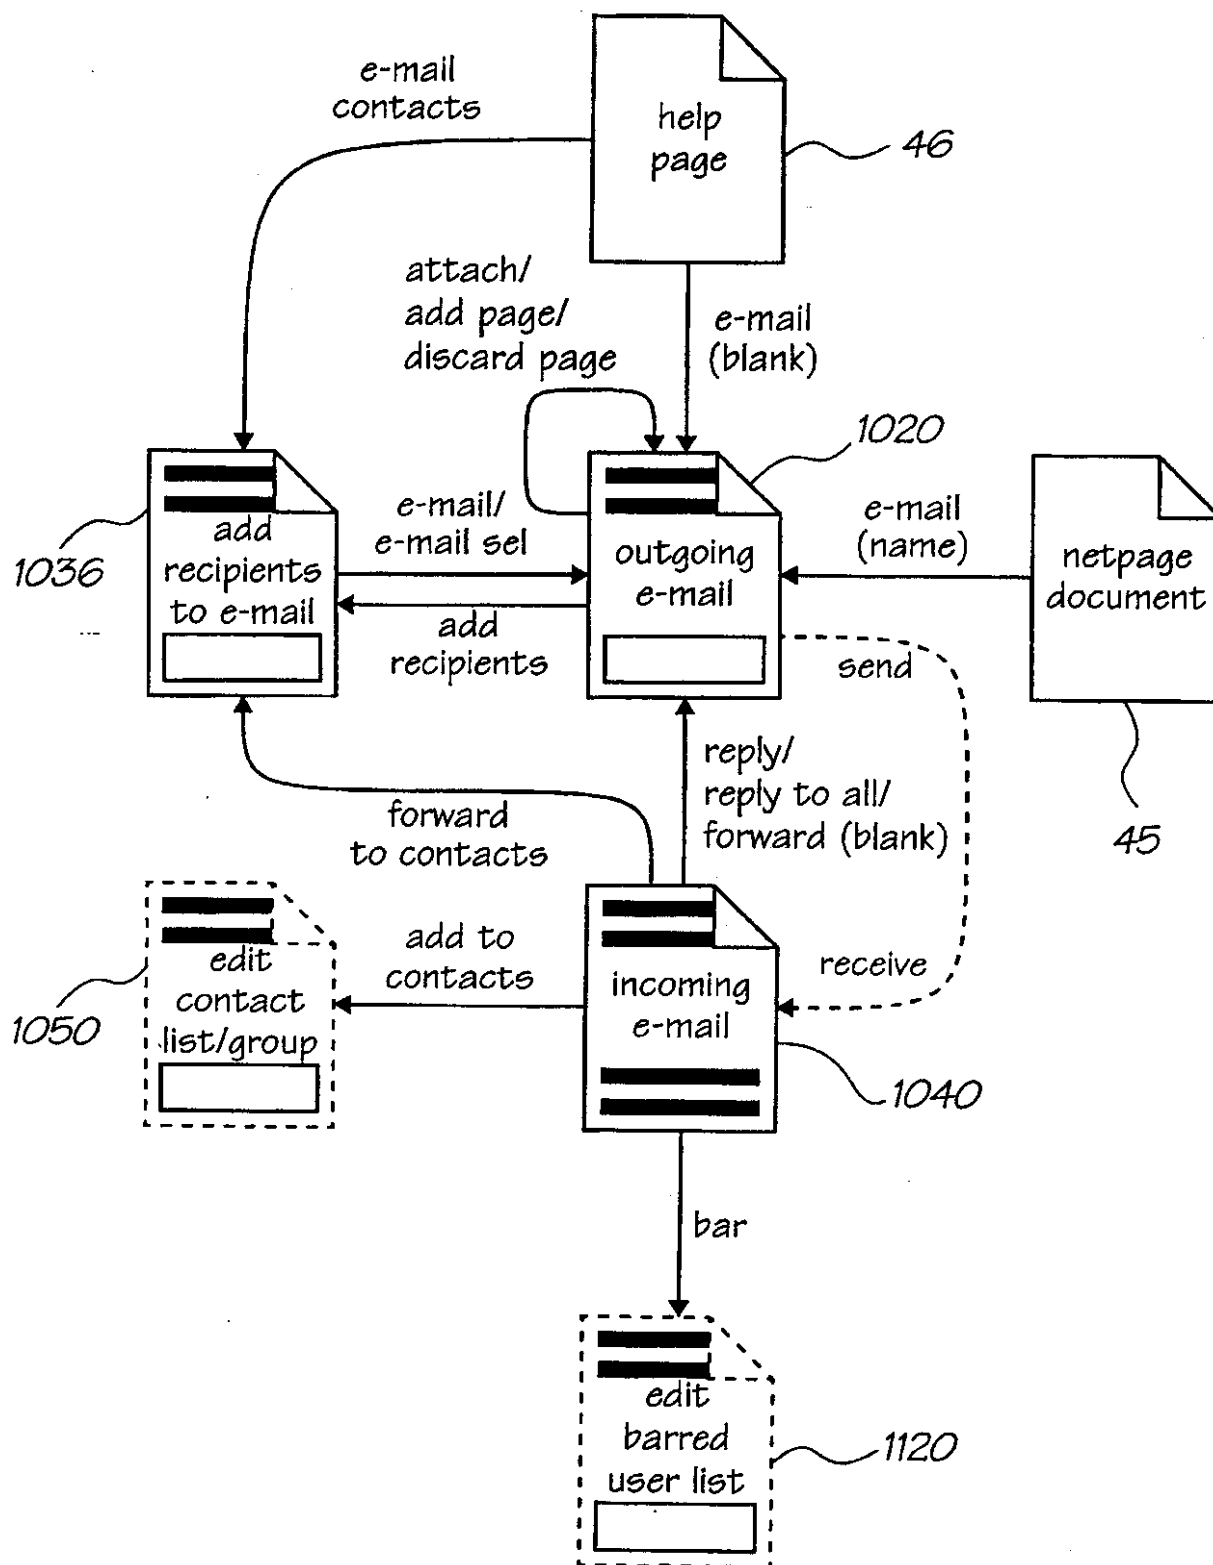 e-mail
contacts
help
page
46
attach/
add page/
discard page
e-mail
(blank)
1020
1036
add
recipients
to e-mail
e-mail/
e-mail sel
add
recipients
outgoing
e-mail
e-mail
(name)
netpage
document
45
send
reply/
reply to all/
forward (blank)
forward
to contacts
1050
edit
contact
list/group
add to
contacts
incoming
e-mail
receive
1040
bar
edit
barred
user list
1120